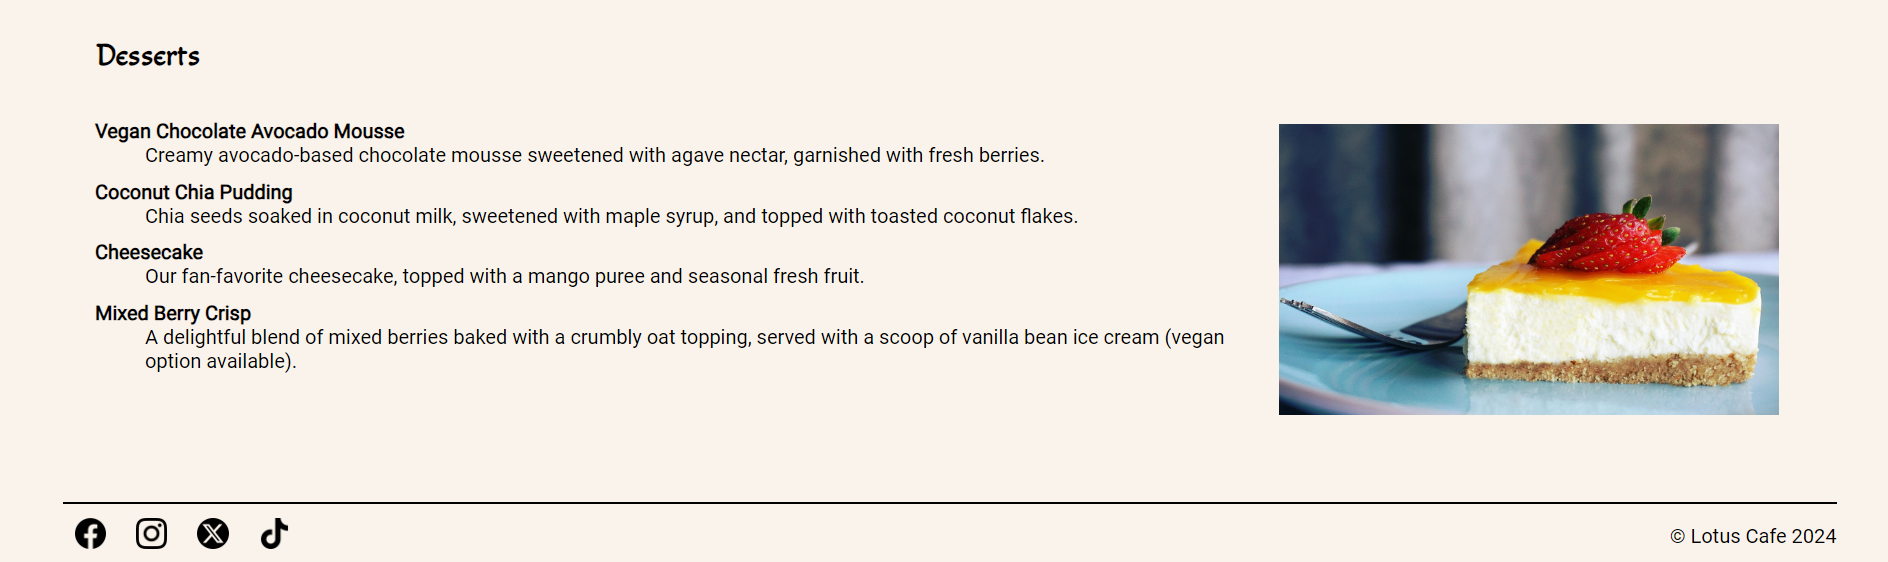 Desserts
Vegan Chocolate Avocado Mousse
Creamy avocado-based chocolate mousse sweetened with agave nectar, garnished with fresh berries.
Coconut Chia Pudding
Chia seeds soaked in coconut milk, sweetened with maple syrup, and topped with toasted coconut flakes.
Cheesecake
Our fan-favorite cheesecake, topped with a mango puree and seasonal fresh fruit.
Mixed Berry Crisp
A delightful blend of mixed berries baked with a crumbly oat topping, served with a scoop of vanilla bean ice cream (vegan
option available).
© Lotus Cafe 2024